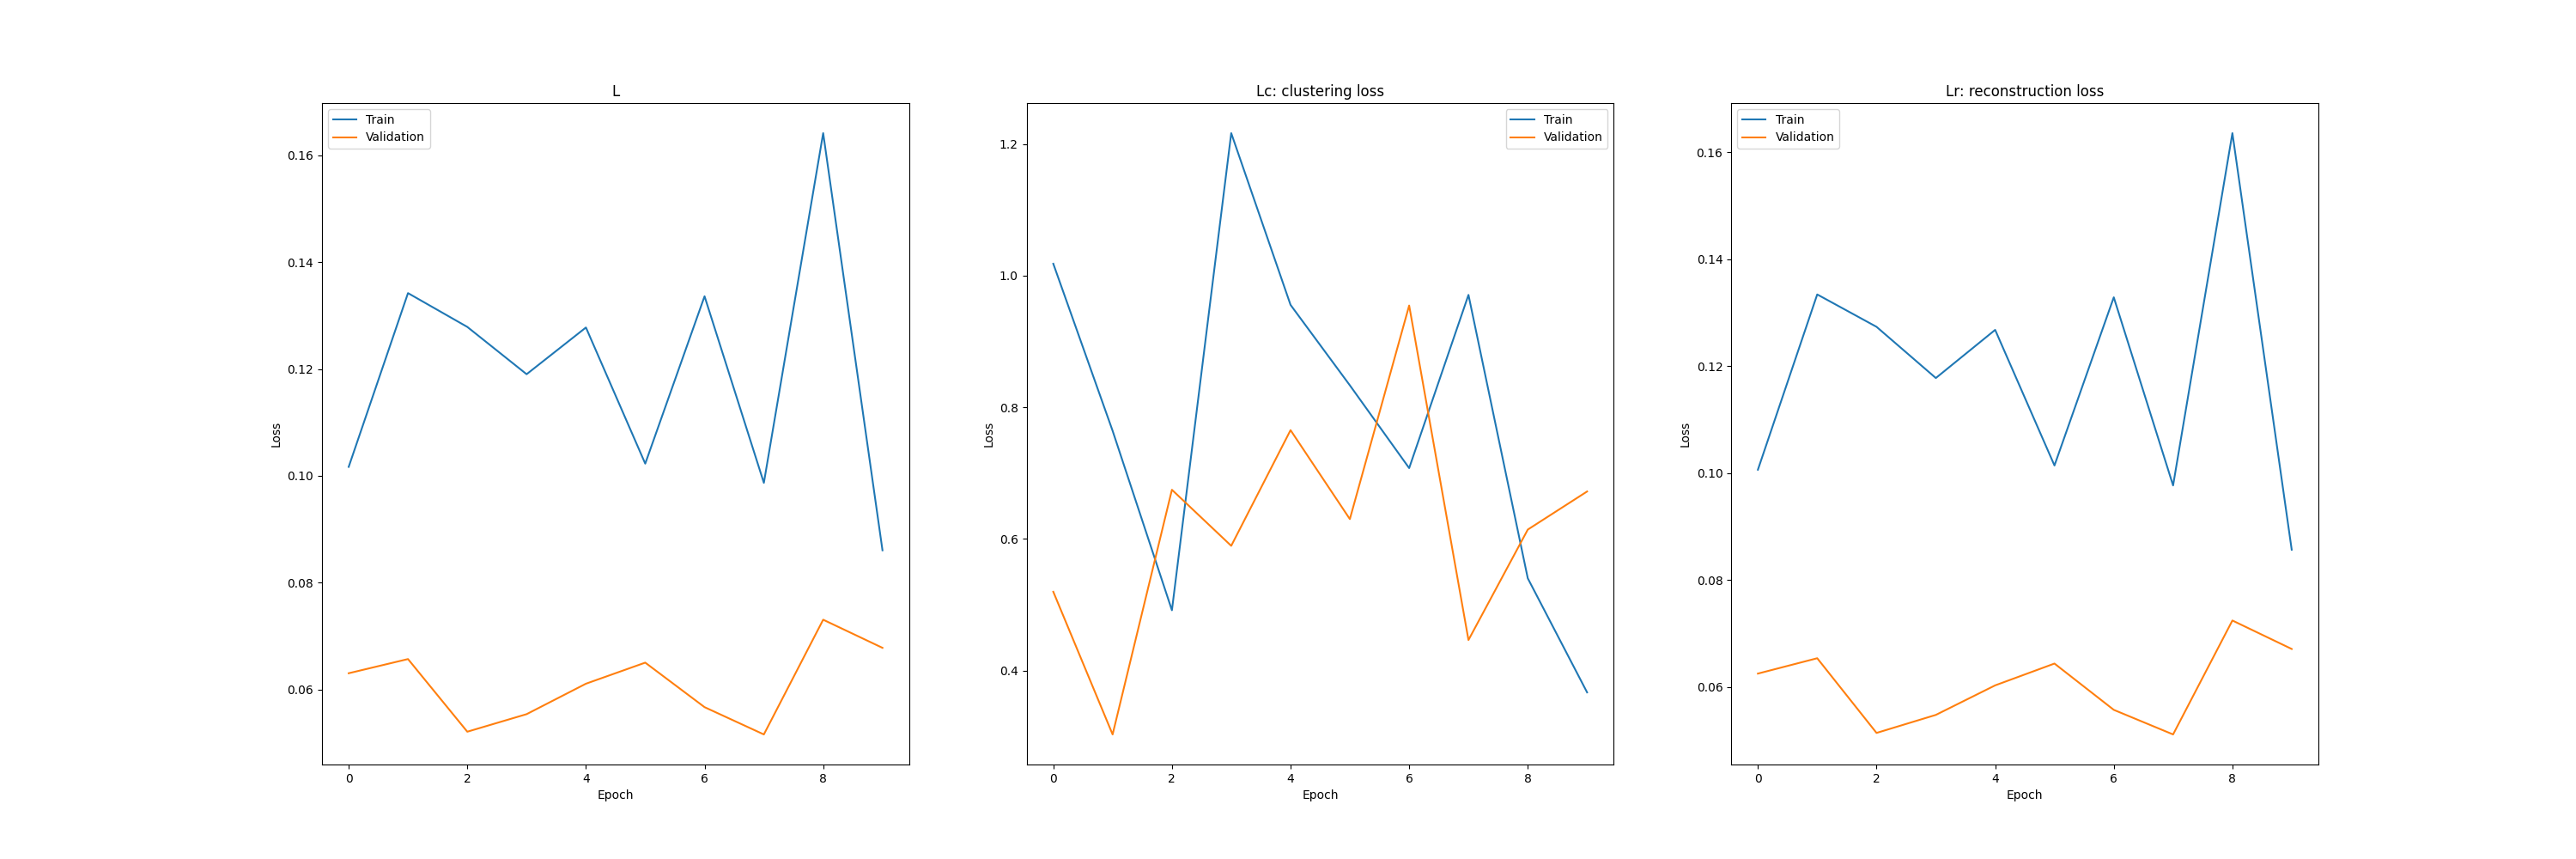 L
Train
Validation
0.16
0.14
0.12
0.10
0.08
0.06
Loss
0 2 4 6 8
Epoch
Lc: clustering loss
Train
Validation
1.2
1.0
0.8
0.6
0.4
Loss
0 2 4 6 8
Epoch
Lr: reconstruction loss
Train
Validation
0.16
0.14
0.12
0.10
0.08
0.06
Loss
0 2 4 6 8
Epoch